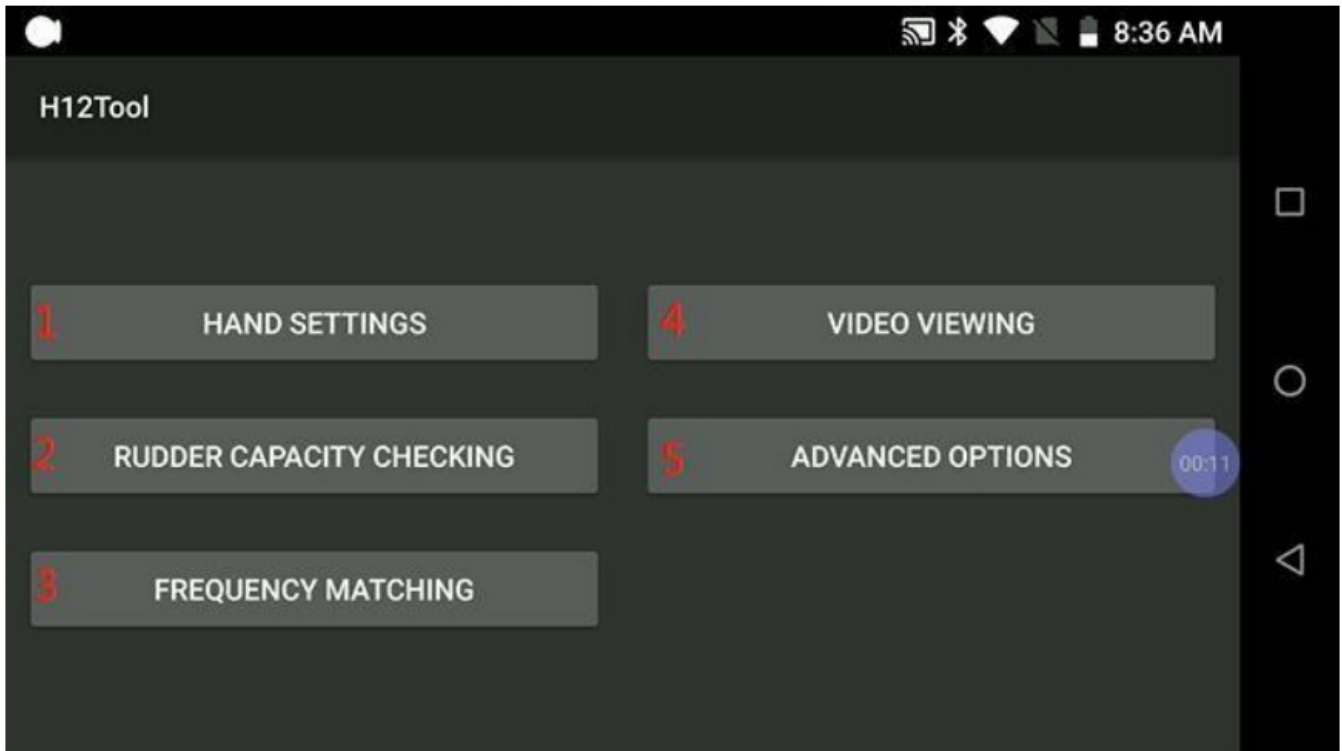 8:36 AM
H12Tool
1 HAND SETTINGS
4 VIDEO VIEWING
2 RUDDER CAPACITY CHECKING
5 ADVANCED OPTIONS
00:11
3 FREQUENCY MATCHING